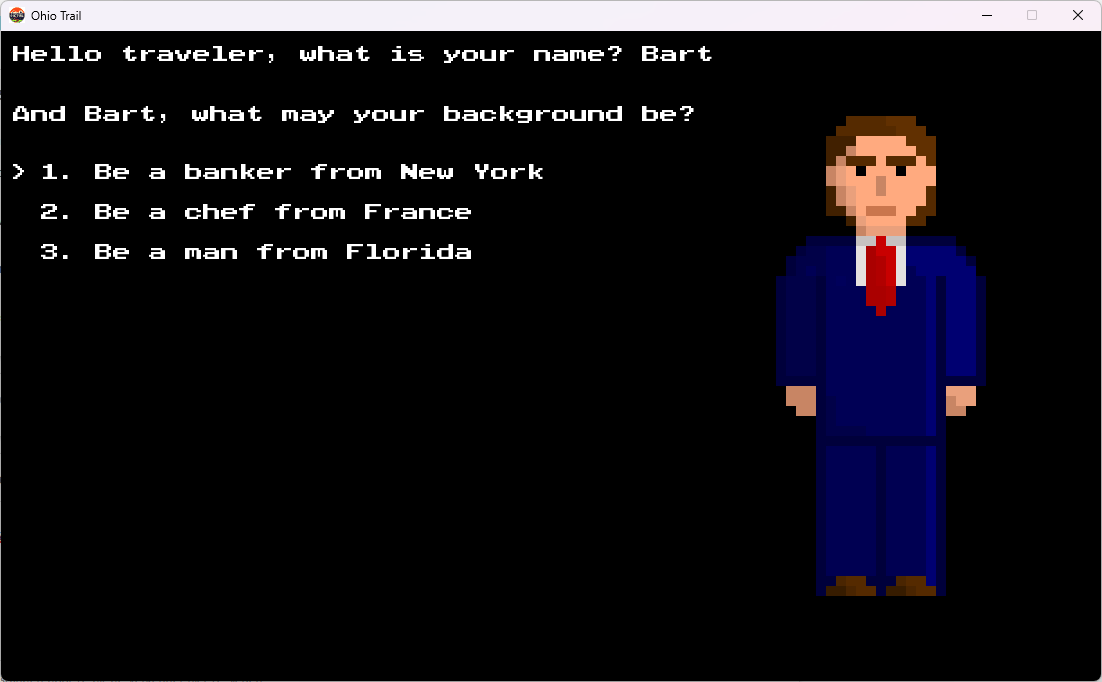 Ohio Trail
Hello traveler, what is your name? Bart
And Bart, what may your background be?
> 1. Be a banker from New York
2. Be a chef from France
3. Be a man from Florida